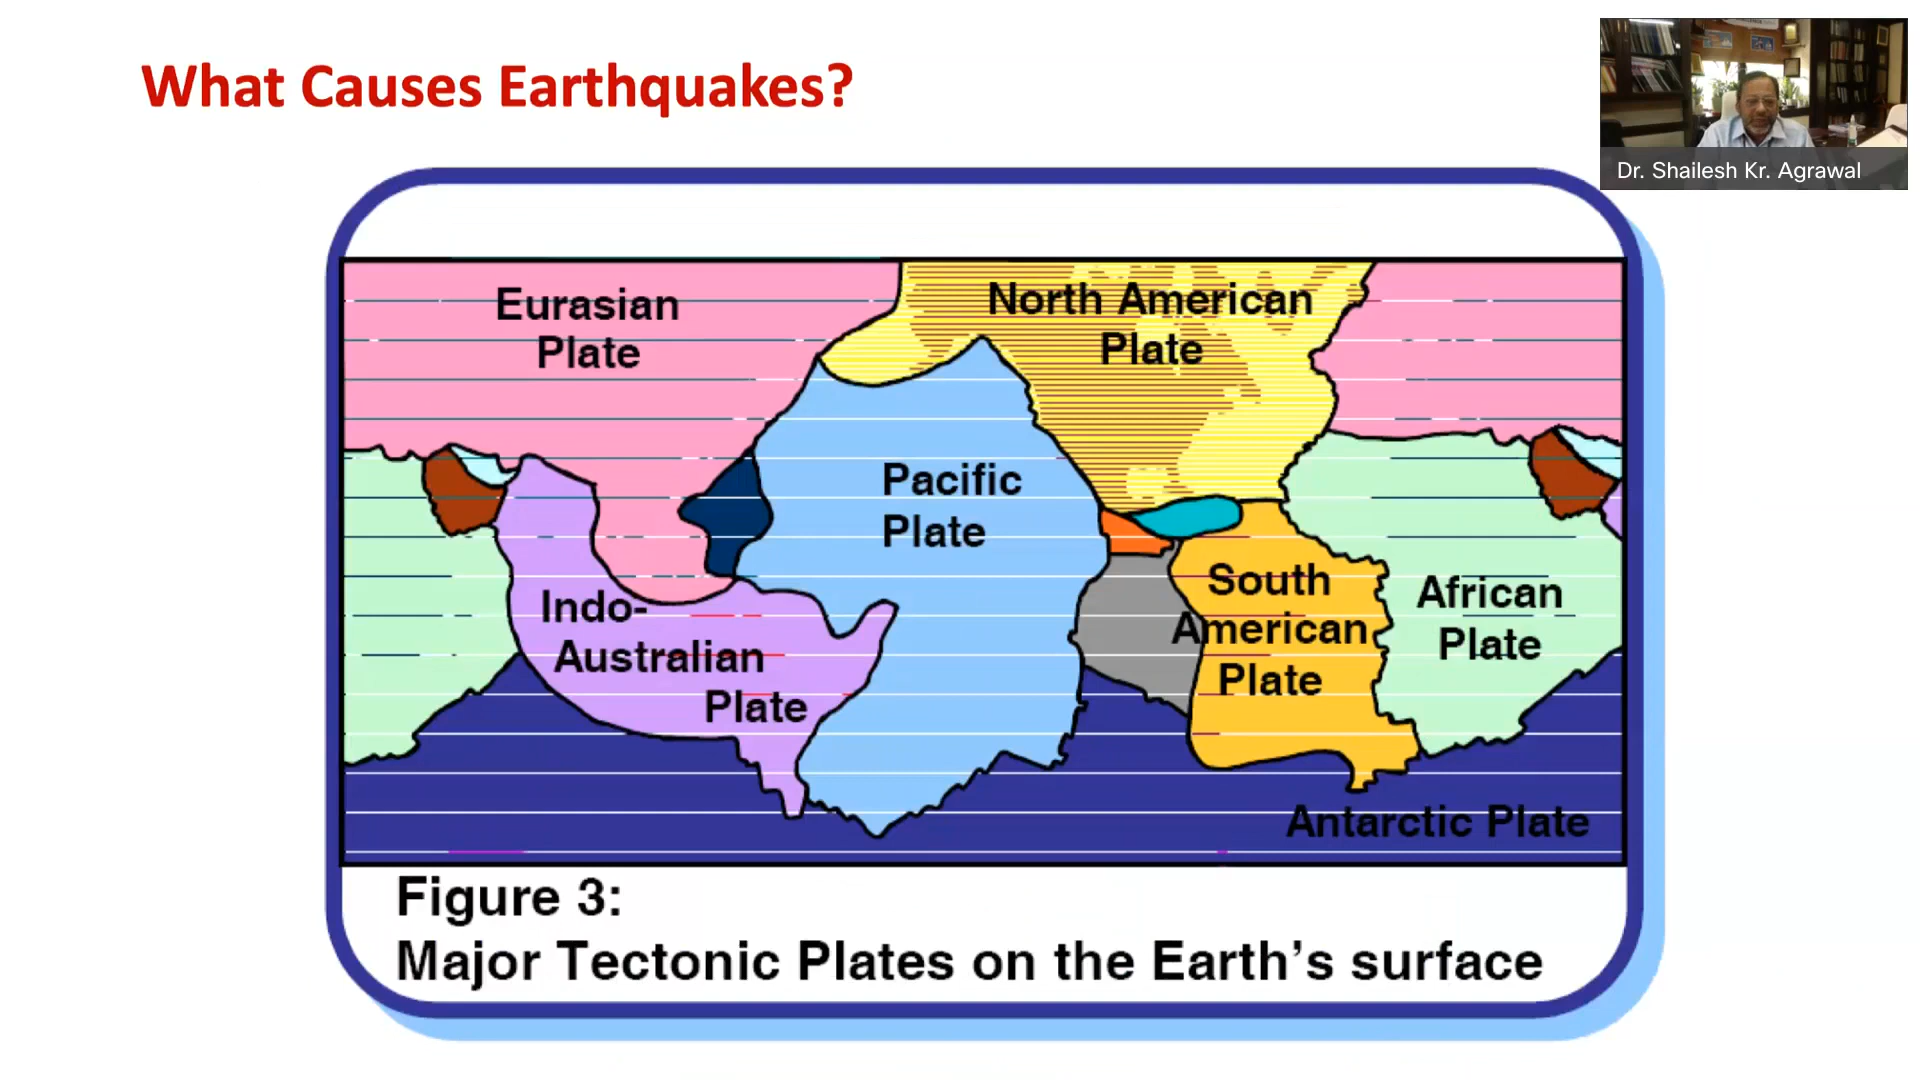 What Causes Earthquakes?
Dr. Shailesh Kr. Agrawal
Eurasian
Plate
North American
Plate
Pacific
Plate
Indo-
Australian
Plate
South
American
Plate
African
Plate
Antarctic Plate
Figure 3:
Major Tectonic Plates on the Earth’s surface